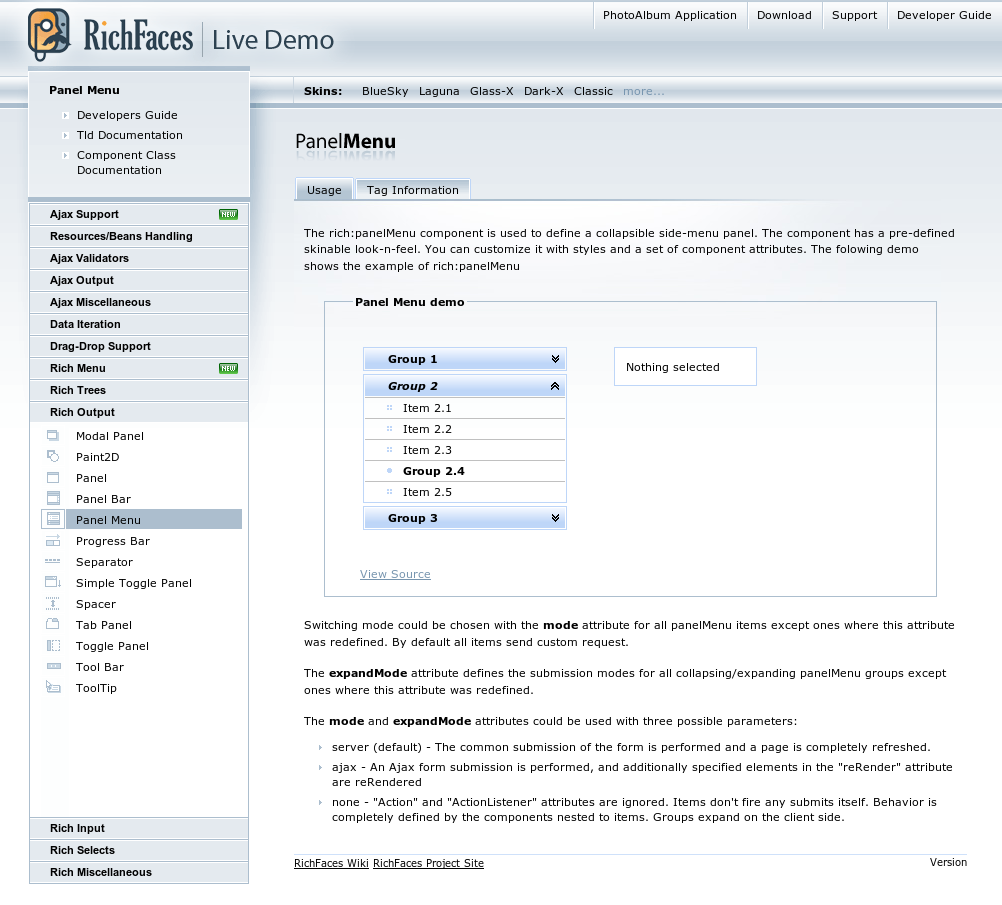 PhotoAlbum Application Download Support Developer Guide
RichFaces Live Demo
Panel Menu
Developers Guide
Tld Documentation
Component Class
Documentation
Skins: BlueSky Laguna Glass-X Dark-X Classic more...
Ajax Support NEW
Resources/Beans Handling
Ajax Validators
Ajax Output
Ajax Miscellaneous
Data Iteration
Drag-Drop Support
Rich Menu NEW
Rich Trees
Rich Output
Modal Panel
Paint2D
Panel
Panel Bar
Panel Menu
Progress Bar
Separator
Simple Toggle Panel
Spacer
Tab Panel
Toggle Panel
Tool Bar
ToolTip
Rich Input
Rich Selects
Rich Miscellaneous
PanelMenu
Usage Tag Information
The rich:panelMenu component is used to define a collapsible side-menu panel. The component has a pre-defined
skinable look-n-feel. You can customize it with styles and a set of component attributes. The folowing demo
shows the example of rich:panelMenu
Panel Menu demo
Group 1
Group 2
Item 2.1
Item 2.2
Item 2.3
Group 2.4
Item 2.5
Group 3
Nothing selected
View Source
Switching mode could be chosen with the mode attribute for all panelMenu items except ones where this attribute
was redefined. By default all items send custom request.
The expandMode attribute defines the submission modes for all collapsing/expanding panelMenu groups except
ones where this attribute was redefined.
The mode and expandMode attributes could be used with three possible parameters:
server (default) - The common submission of the form is performed and a page is completely refreshed.
ajax - An Ajax form submission is performed, and additionally specified elements in the "reRender" attribute
are reRendered
none - "Action" and "ActionListener" attributes are ignored. Items don't fire any submits itself. Behavior is
completely defined by the components nested to items. Groups expand on the client side.
RichFaces Wiki RichFaces Project Site Version